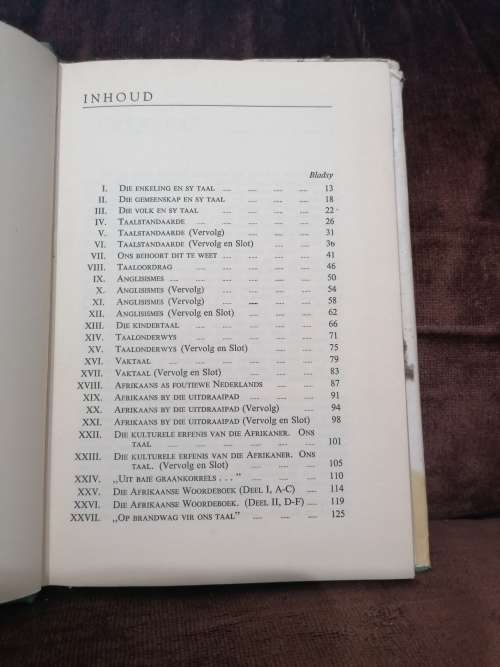 INHOUD
Bladsy
I. DIE ENKELING EN SY TAAL .... .... .... .... 13
II. DIE GEMEENSKAP EN SY TAAL .... .... .... .... 18
III. DIE VOLK EN SY TAAL .... .... .... .... 22
IV. TAALSTANDAARDE .... .... .... .... 26
V. TAALSTANDAARDE (Vervolg) .... .... .... 31
VI. TAALSTANDAARDE (Vervolg en Slot) .... .... 36
VII. ONS BEHOORT DIT TE WEET .... .... .... .... 41
VIII. TAALOORDRAG .... .... .... .... 46
IX. ANGLISISMES .... .... .... .... .... 50
X. ANGLISISMES (Vervolg) .... .... .... 54
XI. ANGLISISMES (Vervolg) .... .... .... 58
XII. ANGLISISMES (Vervolg en Slot) .... .... .... 62
XIII. DIE KINDERTAAL .... .... .... .... 66
XIV. TAALONDERWYS .... .... .... .... 71
XV. TAALONDERWYS (Vervolg en Slot) .... .... 75
XVI. VAKTAAL .... .... .... .... .... 79
XVII. VAKTAAL (Vervolg en Slot) .... .... .... 83
XVIII. AFRIKAANS AS FOUTIEWE NEDERLANDS .... .... 87
XIX. AFRIKAANS BY DIE UITDRAAIPAD .... .... .... 91
XX. AFRIKAANS BY DIE UITDRAAIPAD (Vervolg) .... 94
XXI. AFRIKAANS BY DIE UITDRAAIPAD (Vervolg en Slot) 98
XXII. DIE KULTURELE ERFENIS VAN DIE AFRIKANER. ONS
TAAL .... .... .... .... .... 101
XXIII. DIE KULTURELE ERFENIS VAN DIE AFRIKANER. ONS
TAAL. (Vervolg en Slot) .... .... .... 105
XXIV. „UIT BAIE GRAANKORRELS . . .” .... .... .... 110
XXV. DIE AFRIKAANSE WOORDEBOEK (DEEL I, A-C) .... 114
XXVI. DIE AFRIKAANSE WOORDEBOEK. (DEEL II, D-F) .... 119
XXVII. „OP BRANDWAG VIR ONS TAAL” .... .... .... 125